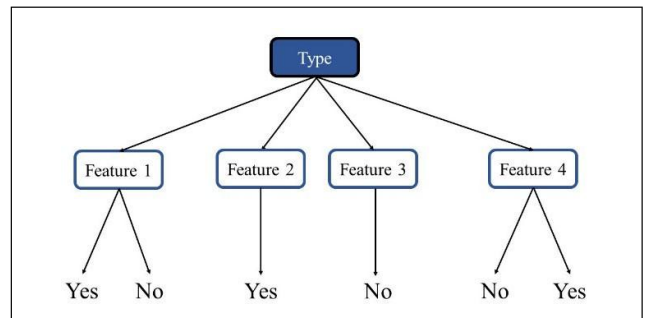 Type
Feature 1 Feature 2 Feature 3 Feature 4
Yes No Yes No No Yes